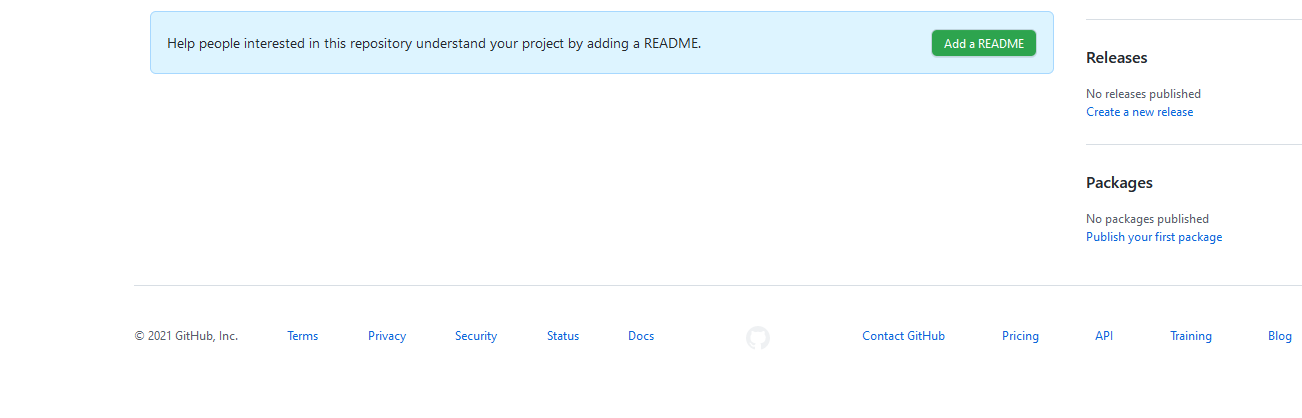 Help people interested in this repository understand your project by adding a README.
Add a README
Releases
No releases published
Create a new release
Packages
No packages published
Publish your first package
© 2021 GitHub, Inc.
Terms
Privacy
Security
Status
Docs
Contact GitHub
Pricing
API
Training
Blog